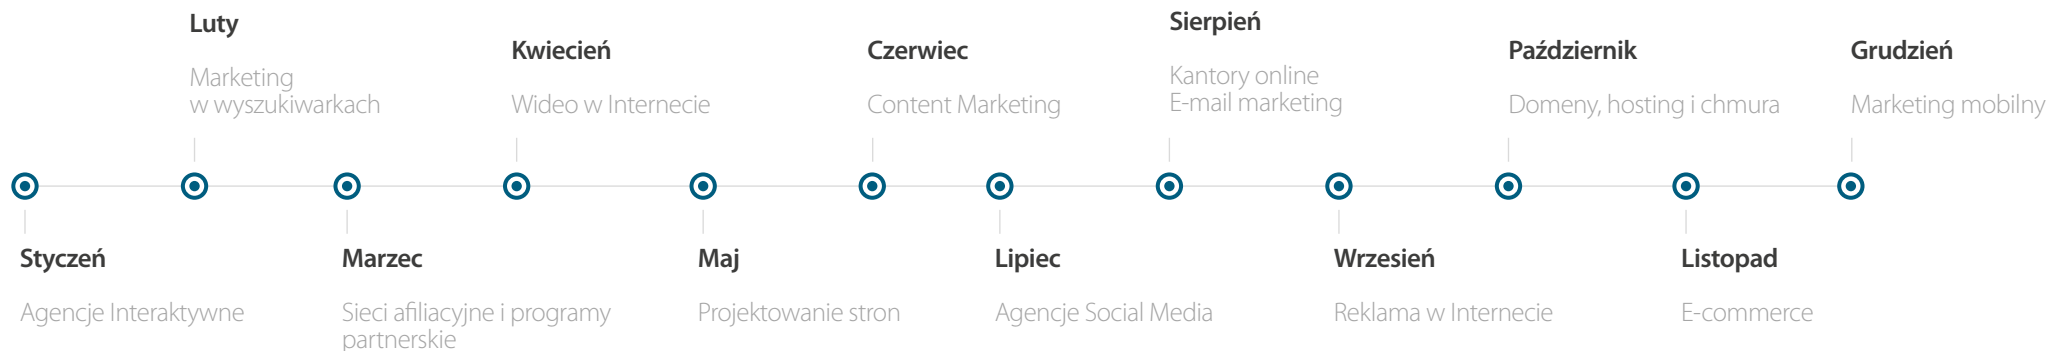 Luty
Marketing
w wyszukiwarkach
Kwiecień
Wideo w Internecie
Czerwiec
Content Marketing
Sierpień
Kantory online
E-mail marketing
Październik
Domeny, hosting i chmura
Grudzień
Marketing mobilny
Styczeń
Agencje Interaktywne
Marzec
Sieci afiliacyjne i programy
partnerskie
Maj
Projektowanie stron
Lipiec
Agencje Social Media
Wrzesień
Reklama w Internecie
Listopad
E-commerce